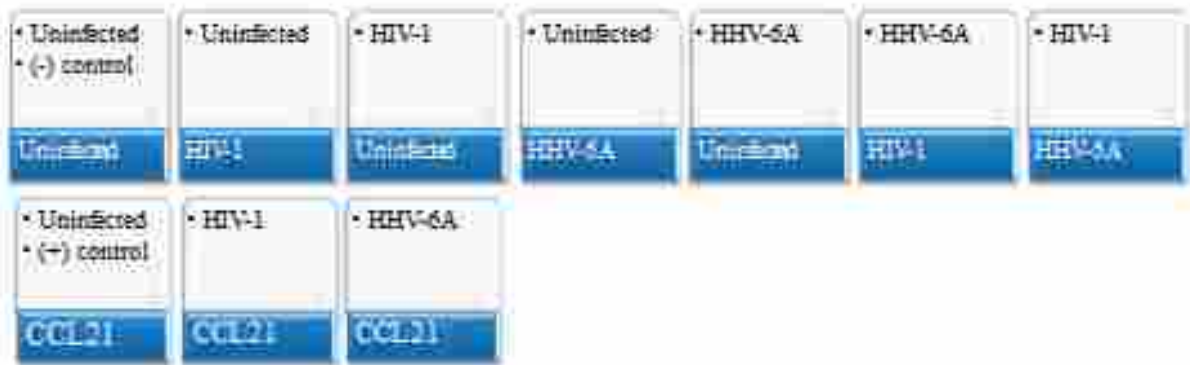 • Uninfected
• (-) control
Uninfected
• Uninfected
HIV-1
• HIV-1
Uninfected
• Uninfected
HHV-6A
• HHV-6A
Uninfected
• HHV-6A
HIV-1
• HIV-1
HHV-6A
• Uninfected
• (+) control
CCL21
• HIV-1
CCL21
• HHV-6A
CCL21